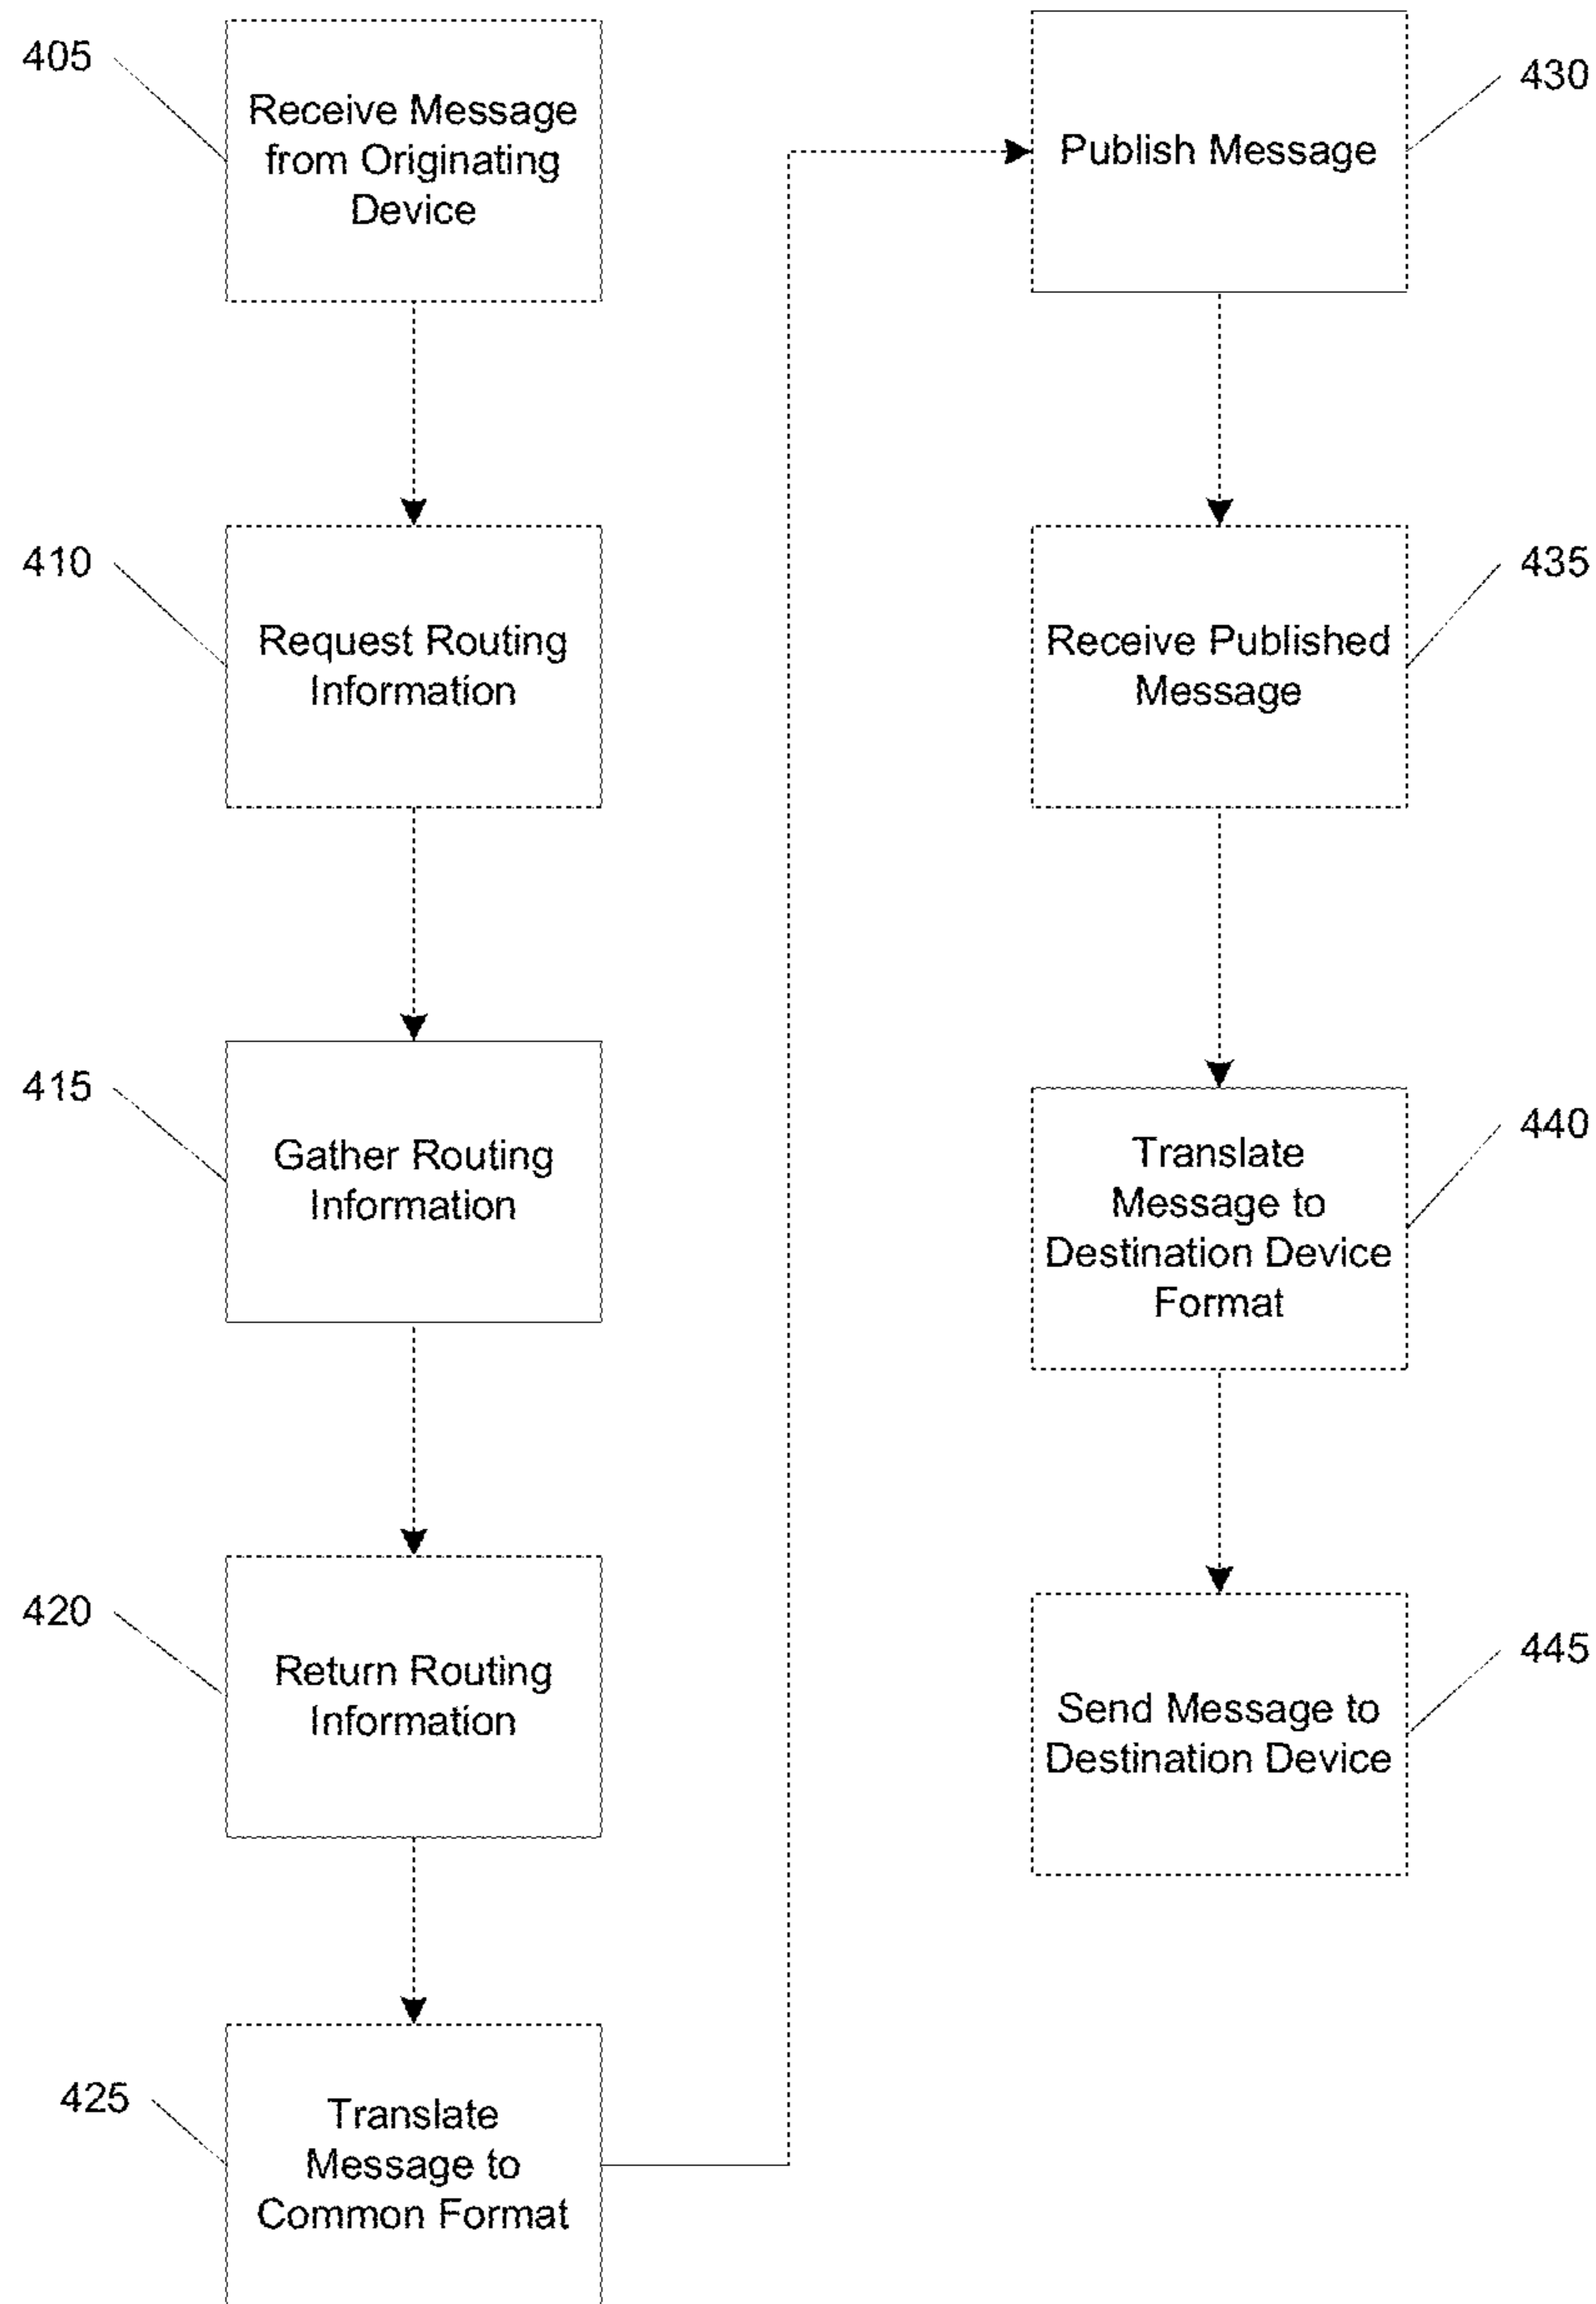 405
Receive Message
from Originating
Device
410
Request Routing
Information
415
Gather Routing
Information
420
Return Routing
Information
425
Translate
Message to
Common Format
430
Publish Message
435
Receive Published
Message
440
Translate
Message to
Destination Device
Format
445
Send Message to
Destination Device